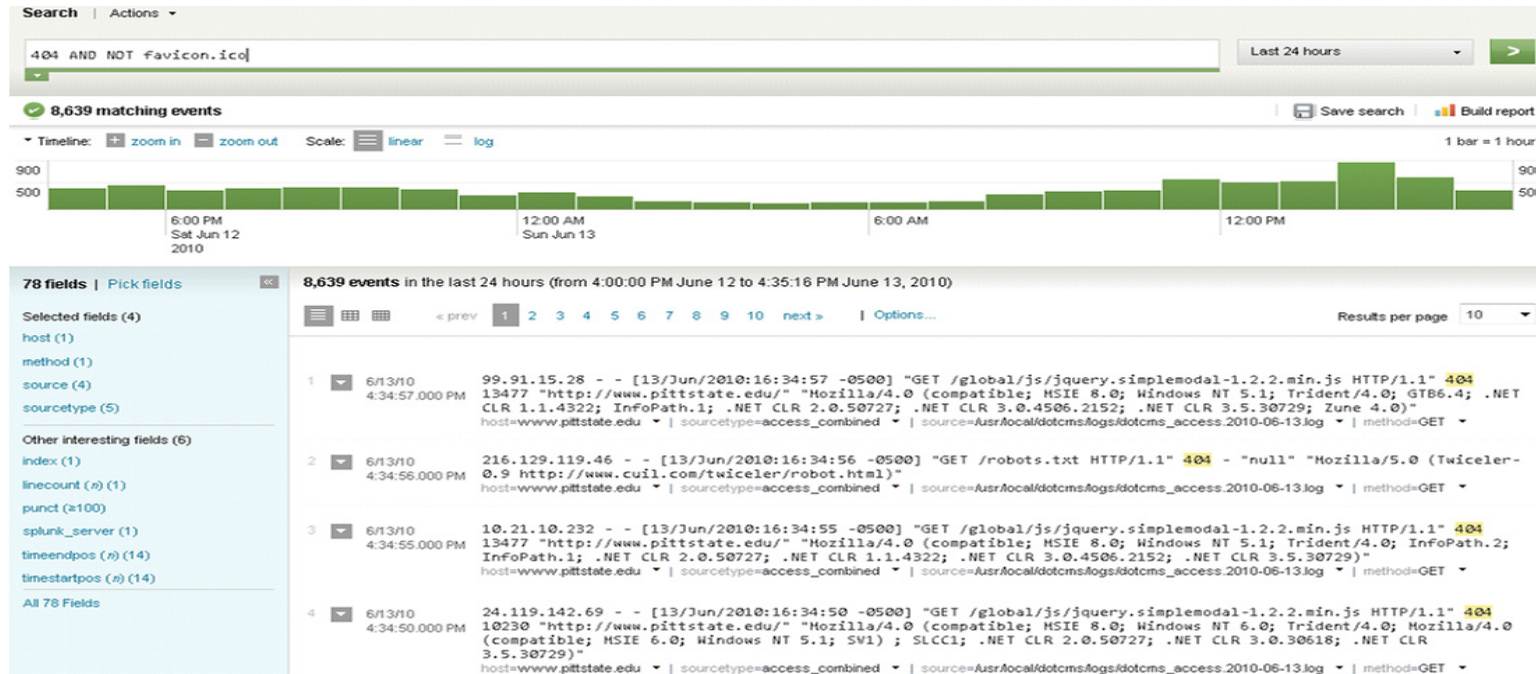 Search | Actions
404 AND NOT favicon.ico
Last 24 hours
>
8,639 matching events
Save search
Build report
Timeline: zoom in zoom out Scale: linear log
1 bar = 1 hour
900
500
90
50
6:00 PM
Sat Jun 12
2010
12:00 AM
Sun Jun 13
6:00 AM
12:00 PM
78 fields | Pick fields
«
Selected fields (4)
host (1)
method (1)
source (4)
sourcetype (5)
Other interesting fields (6)
index (1)
linecount (n) (1)
punct (≥100)
splunk_server (1)
timeendpos (n) (14)
timestartpos (n) (14)
All 78 Fields
8,639 events in the last 24 hours (from 4:00:00 PM June 12 to 4:35:16 PM June 13, 2010)
« prev 1 2 3 4 5 6 7 8 9 10 next » | Options...
Results per page 10
1 6/13/10
4:34:57.000 PM
99.91.15.28 - - [13/Jun/2010:16:34:57 -0500] "GET /global/js/jquery.simplemodal-1.2.2.min.js HTTP/1.1" 404
13477 "http://www.pittstate.edu/" "Mozilla/4.0 (compatible; MSIE 8.0; Windows NT 5.1; Trident/4.0; GTB6.4; .NET
CLR 1.1.4322; InfoPath.1; .NET CLR 2.0.50727; .NET CLR 3.0.4506.2152; .NET CLR 3.5.30729; Zune 4.0)"
host=www.pittstate.edu | sourcetype=access_combined | source=/usr/local/dotcms/logs/dotcms_access.2010-06-13.log | method=GET
2 6/13/10
4:34:56.000 PM
216.129.119.46 - - [13/Jun/2010:16:34:56 -0500] "GET /robots.txt HTTP/1.1" 404 - "null" "Mozilla/5.0 (Twiceler-
0.9 http://www.cuil.com/twiceler/robot.html)"
host=www.pittstate.edu | sourcetype=access_combined | source=/usr/local/dotcms/logs/dotcms_access.2010-06-13.log | method=GET
3 6/13/10
4:34:55.000 PM
10.21.10.232 - - [13/Jun/2010:16:34:55 -0500] "GET /global/js/jquery.simplemodal-1.2.2.min.js HTTP/1.1" 404
13477 "http://www.pittstate.edu/" "Mozilla/4.0 (compatible; MSIE 8.0; Windows NT 5.1; Trident/4.0; InfoPath.2;
InfoPath.1; .NET CLR 2.0.50727; .NET CLR 1.1.4322; .NET CLR 3.0.4506.2152; .NET CLR 3.5.30729)"
host=www.pittstate.edu | sourcetype=access_combined | source=/usr/local/dotcms/logs/dotcms_access.2010-06-13.log | method=GET
4 6/13/10
4:34:50.000 PM
24.119.142.69 - - [13/Jun/2010:16:34:50 -0500] "GET /global/js/jquery.simplemodal-1.2.2.min.js HTTP/1.1" 404
10230 "http://www.pittstate.edu/" "Mozilla/4.0 (compatible; MSIE 8.0; Windows NT 6.0; Trident/4.0; Mozilla/4.0
(compatible; MSIE 6.0; Windows NT 5.1; SV1) ; SLCC1; .NET CLR 2.0.50727; .NET CLR 3.0.30618; .NET CLR
3.5.30729)"
host=www.pittstate.edu | sourcetype=access_combined | source=/usr/local/dotcms/logs/dotcms_access.2010-06-13.log | method=GET